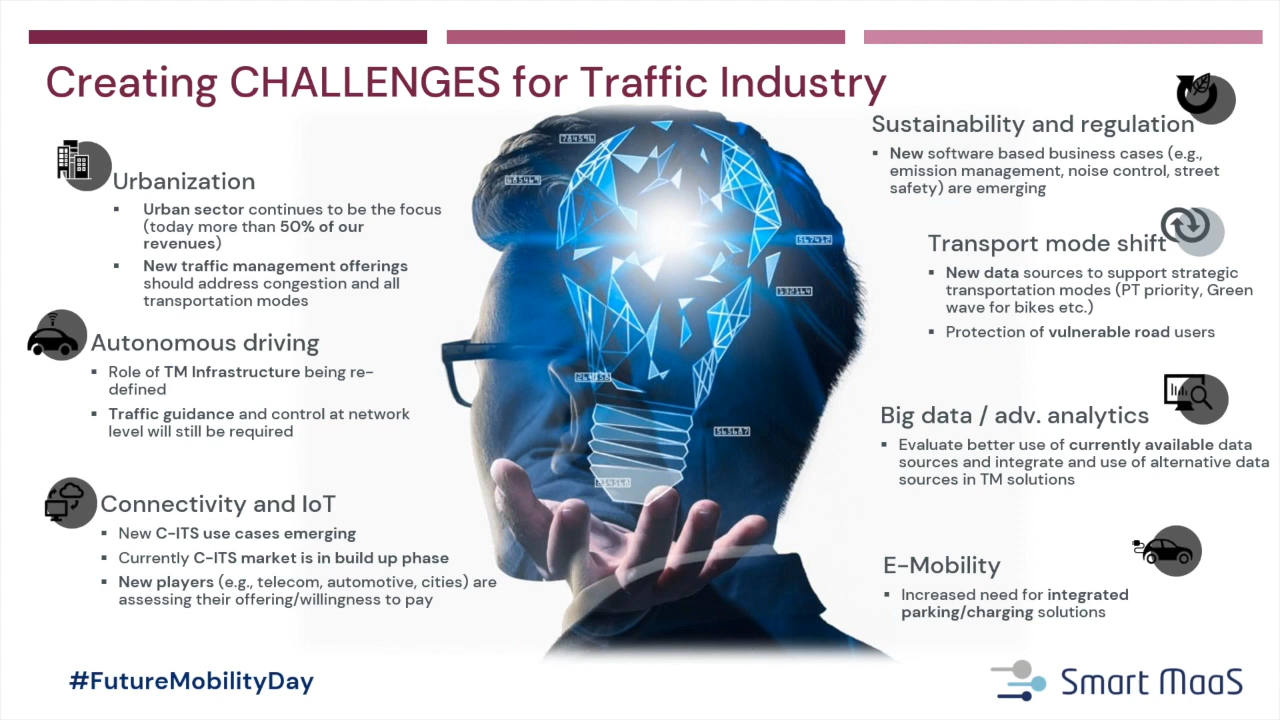 Creating CHALLENGES for Traffic Industry
Urbanization
▪ Urban sector continues to be the focus
(today more than 50% of our
revenues)
▪ New traffic management offerings
should address congestion and all
transportation modes
Autonomous driving
▪ Role of TM Infrastructure being re-
defined
▪ Traffic guidance and control at network
level will still be required
Connectivity and IoT
▪ New C-ITS use cases emerging
▪ Currently C-ITS market is in build up phase
▪ New players (e.g., telecom, automotive, cities) are
assessing their offering/willingness to pay
784596
685469
567412
532164
565687
Sustainability and regulation
▪ New software based business cases (e.g.,
emission management, noise control, street
safety) are emerging
Transport mode shift
▪ New data sources to support strategic
transportation modes (PT priority, Green
wave for bikes etc.)
▪ Protection of vulnerable road users
Big data / adv. analytics
▪ Evaluate better use of currently available data
sources and integrate and use of alternative data
sources in TM solutions
E-Mobility
▪ Increased need for integrated
parking/charging solutions
#FutureMobilityDay
Smart MaaS